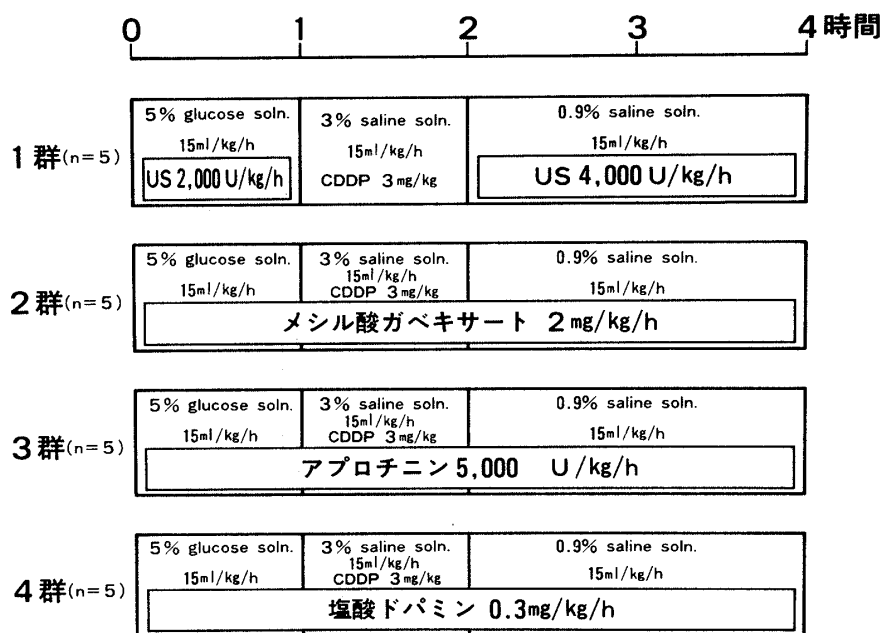 0 1 2 3 4 時間
1群(n=5)
5% glucose soln.
15ml/kg/h
US 2,000 U/kg/h
3% saline soln.
15ml/kg/h
CDDP 3mg/kg
0.9% saline soln.
15ml/kg/h
US 4,000 U/kg/h
2群(n=5)
5% glucose soln.
15ml/kg/h
3% saline soln.
15ml/kg/h
CDDP 3mg/kg
0.9% saline soln.
15ml/kg/h
メシル酸ガベキサート 2mg/kg/h
3群(n=5)
5% glucose soln.
15ml/kg/h
3% saline soln.
15ml/kg/h
CDDP 3mg/kg
0.9% saline soln.
15ml/kg/h
アプロチニン 5,000 U/kg/h
4群(n=5)
5% glucose soln.
15ml/kg/h
3% saline soln.
15ml/kg/h
CDDP 3mg/kg
0.9% saline soln.
15ml/kg/h
塩酸ドパミン 0.3mg/kg/h